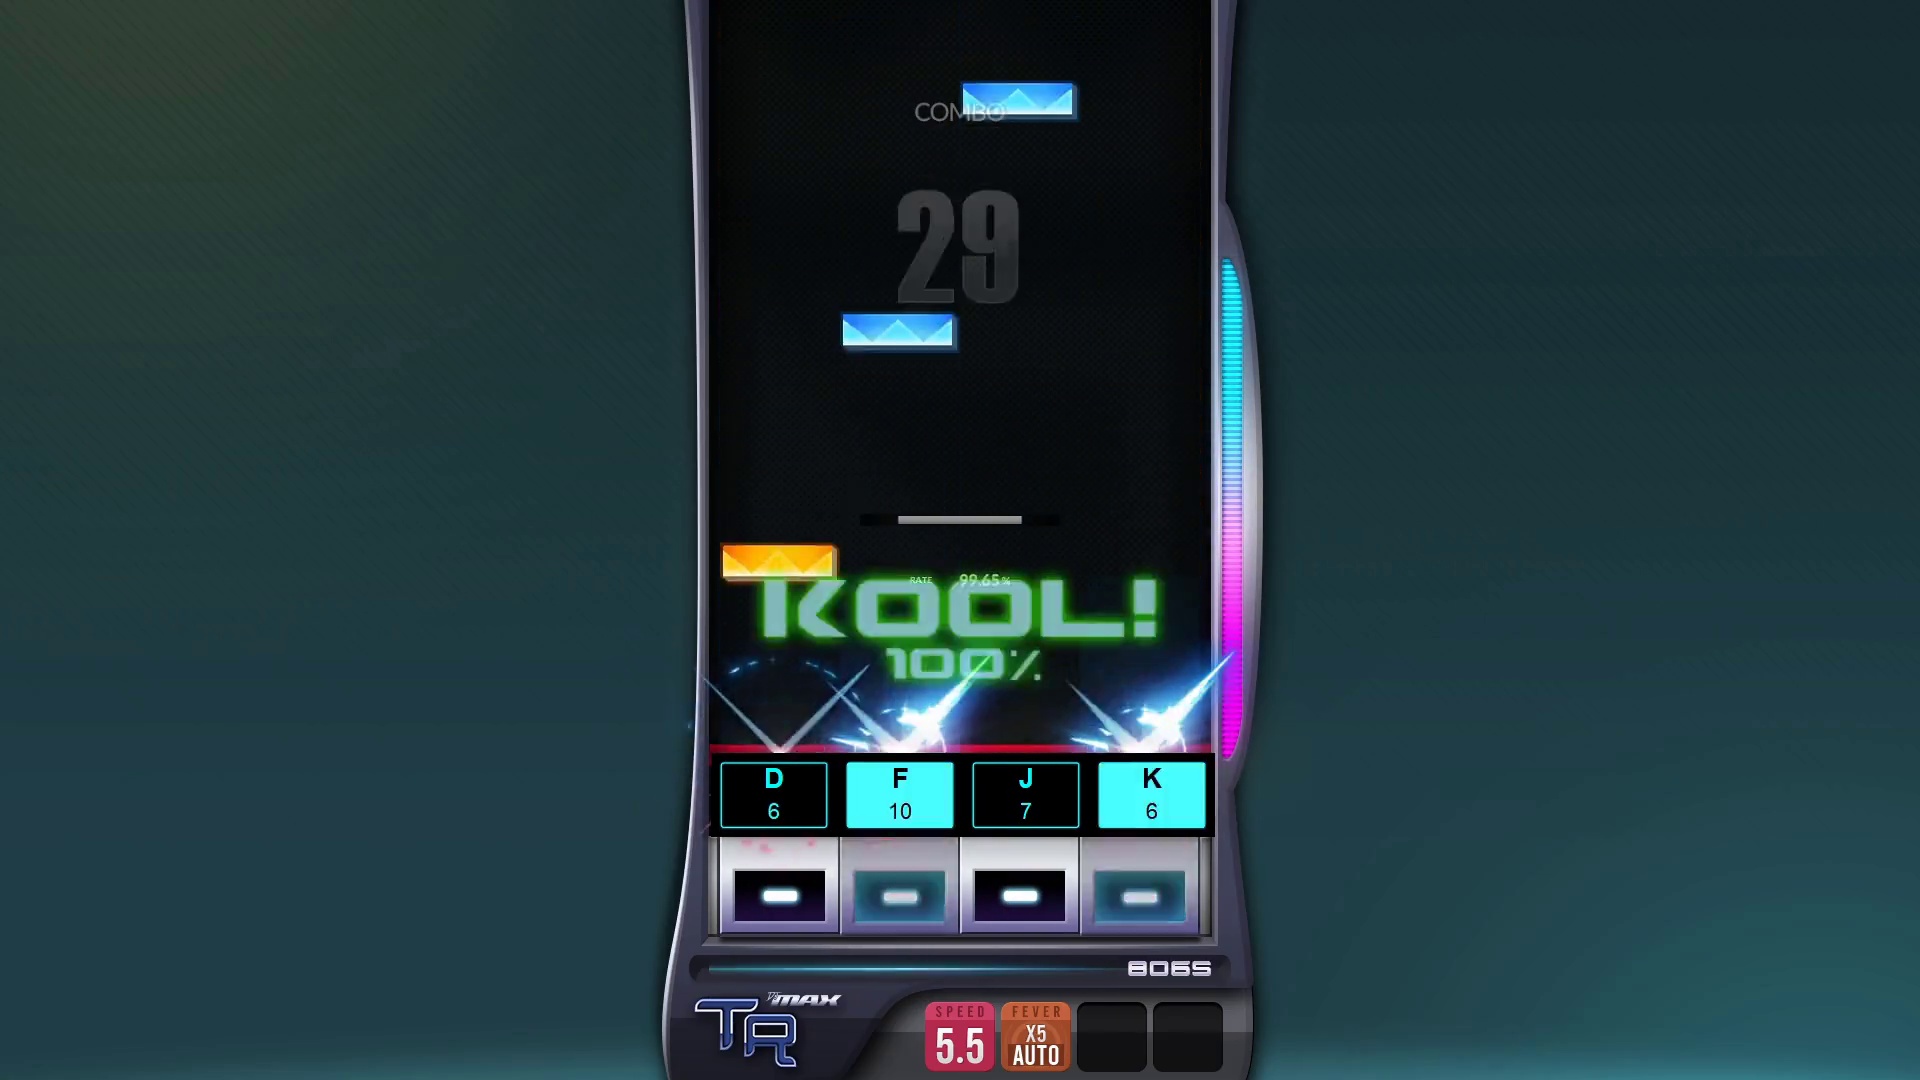 COMBO
29
RATE 99.65%
KOOL!
100%
D F J K
6 10 7 6
8065
DJMAX
TR
SPEED FEVER
5.5 X5
AUTO